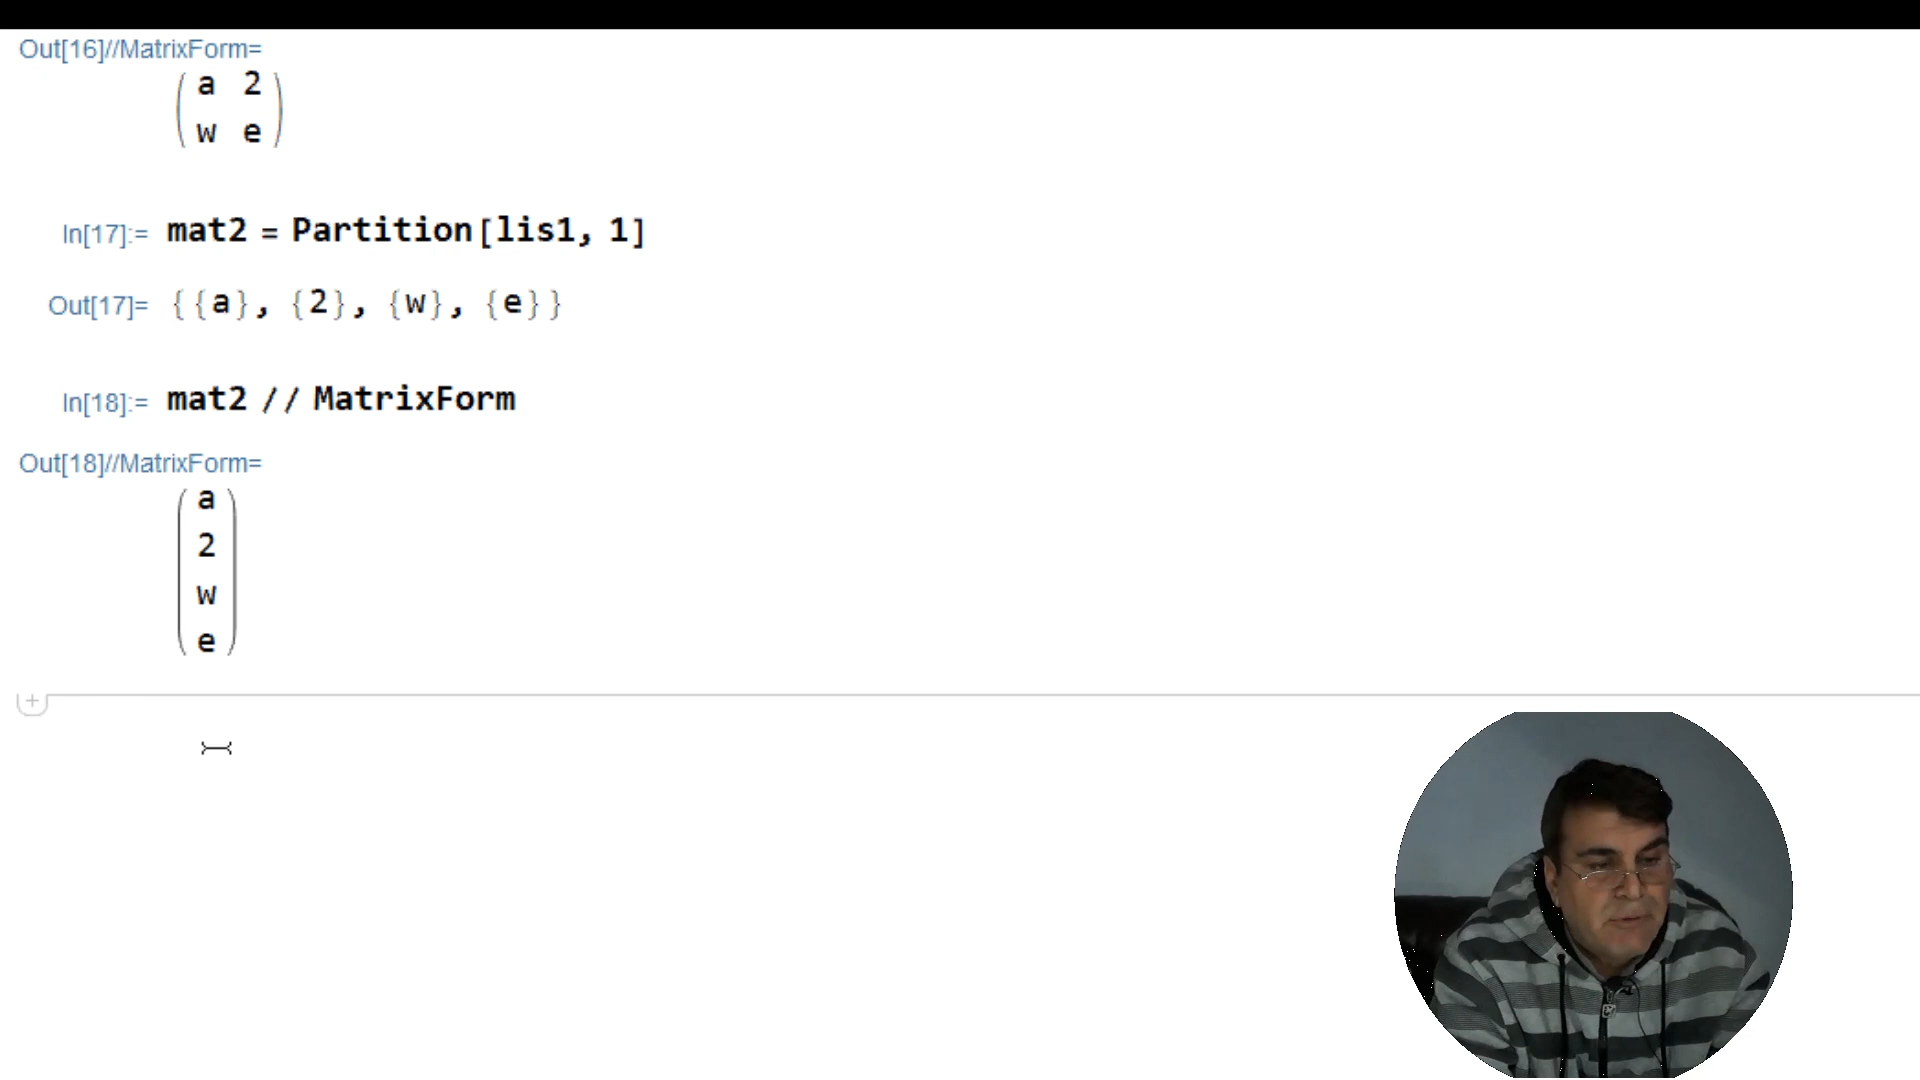 Out[16]//MatrixForm=
a 2
w e
In[17]:= mat2 = Partition[lis1, 1]
Out[17]= {{a}, {2}, {w}, {e}}
In[18]:= mat2 // MatrixForm
Out[18]//MatrixForm=
a
2
w
e